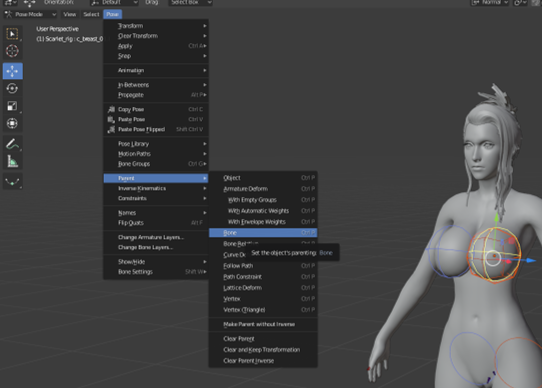 Orientation: Default Drag: Select Box Normal
Pose Mode View Select Pose
User Perspective
(1) Scarlet_rig : c_breast_0
Transform
Clear Transform
Apply Ctrl A
Snap
Animation
In-Betweens
Propagate Alt P
Copy Pose Ctrl C
Paste Pose Ctrl V
Paste Pose Flipped Shift Ctrl V
Pose Library
Motion Paths
Bone Groups Ctrl G
Parent
Inverse Kinematics
Constraints
Names
Flip Quats Alt F
Change Armature Layers...
Change Bone Layers...
Show/Hide
Bone Settings Shift W
Object Ctrl P
Armature Deform Ctrl P
With Empty Groups Ctrl P
With Automatic Weights Ctrl P
With Envelope Weights Ctrl P
Bone Ctrl P
Bone
Set the object's parenting: Bone
Curve De
Follow Path Ctrl P
Path Constraint Ctrl P
Lattice Deform Ctrl P
Vertex Ctrl P
Vertex (Triangle) Ctrl P
Make Parent without Inverse
Clear Parent
Clear and Keep Transformation
Clear Parent Inverse